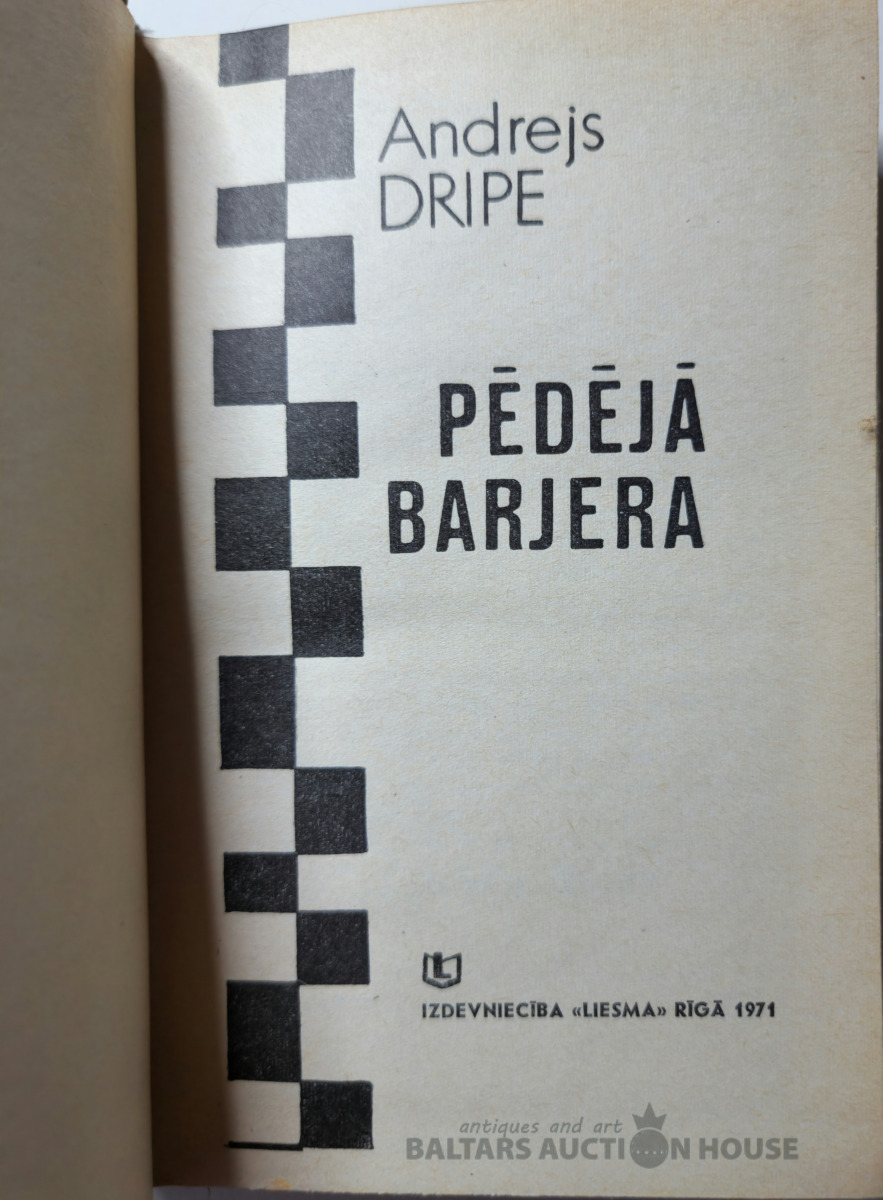 Andrejs
DRIPE
PĒDĒJĀ
BARJERA
L
IZDEVNIECĪBA «LIESMA» RĪGĀ 1971
antiques and art
BALTARS AUCTION HOUSE